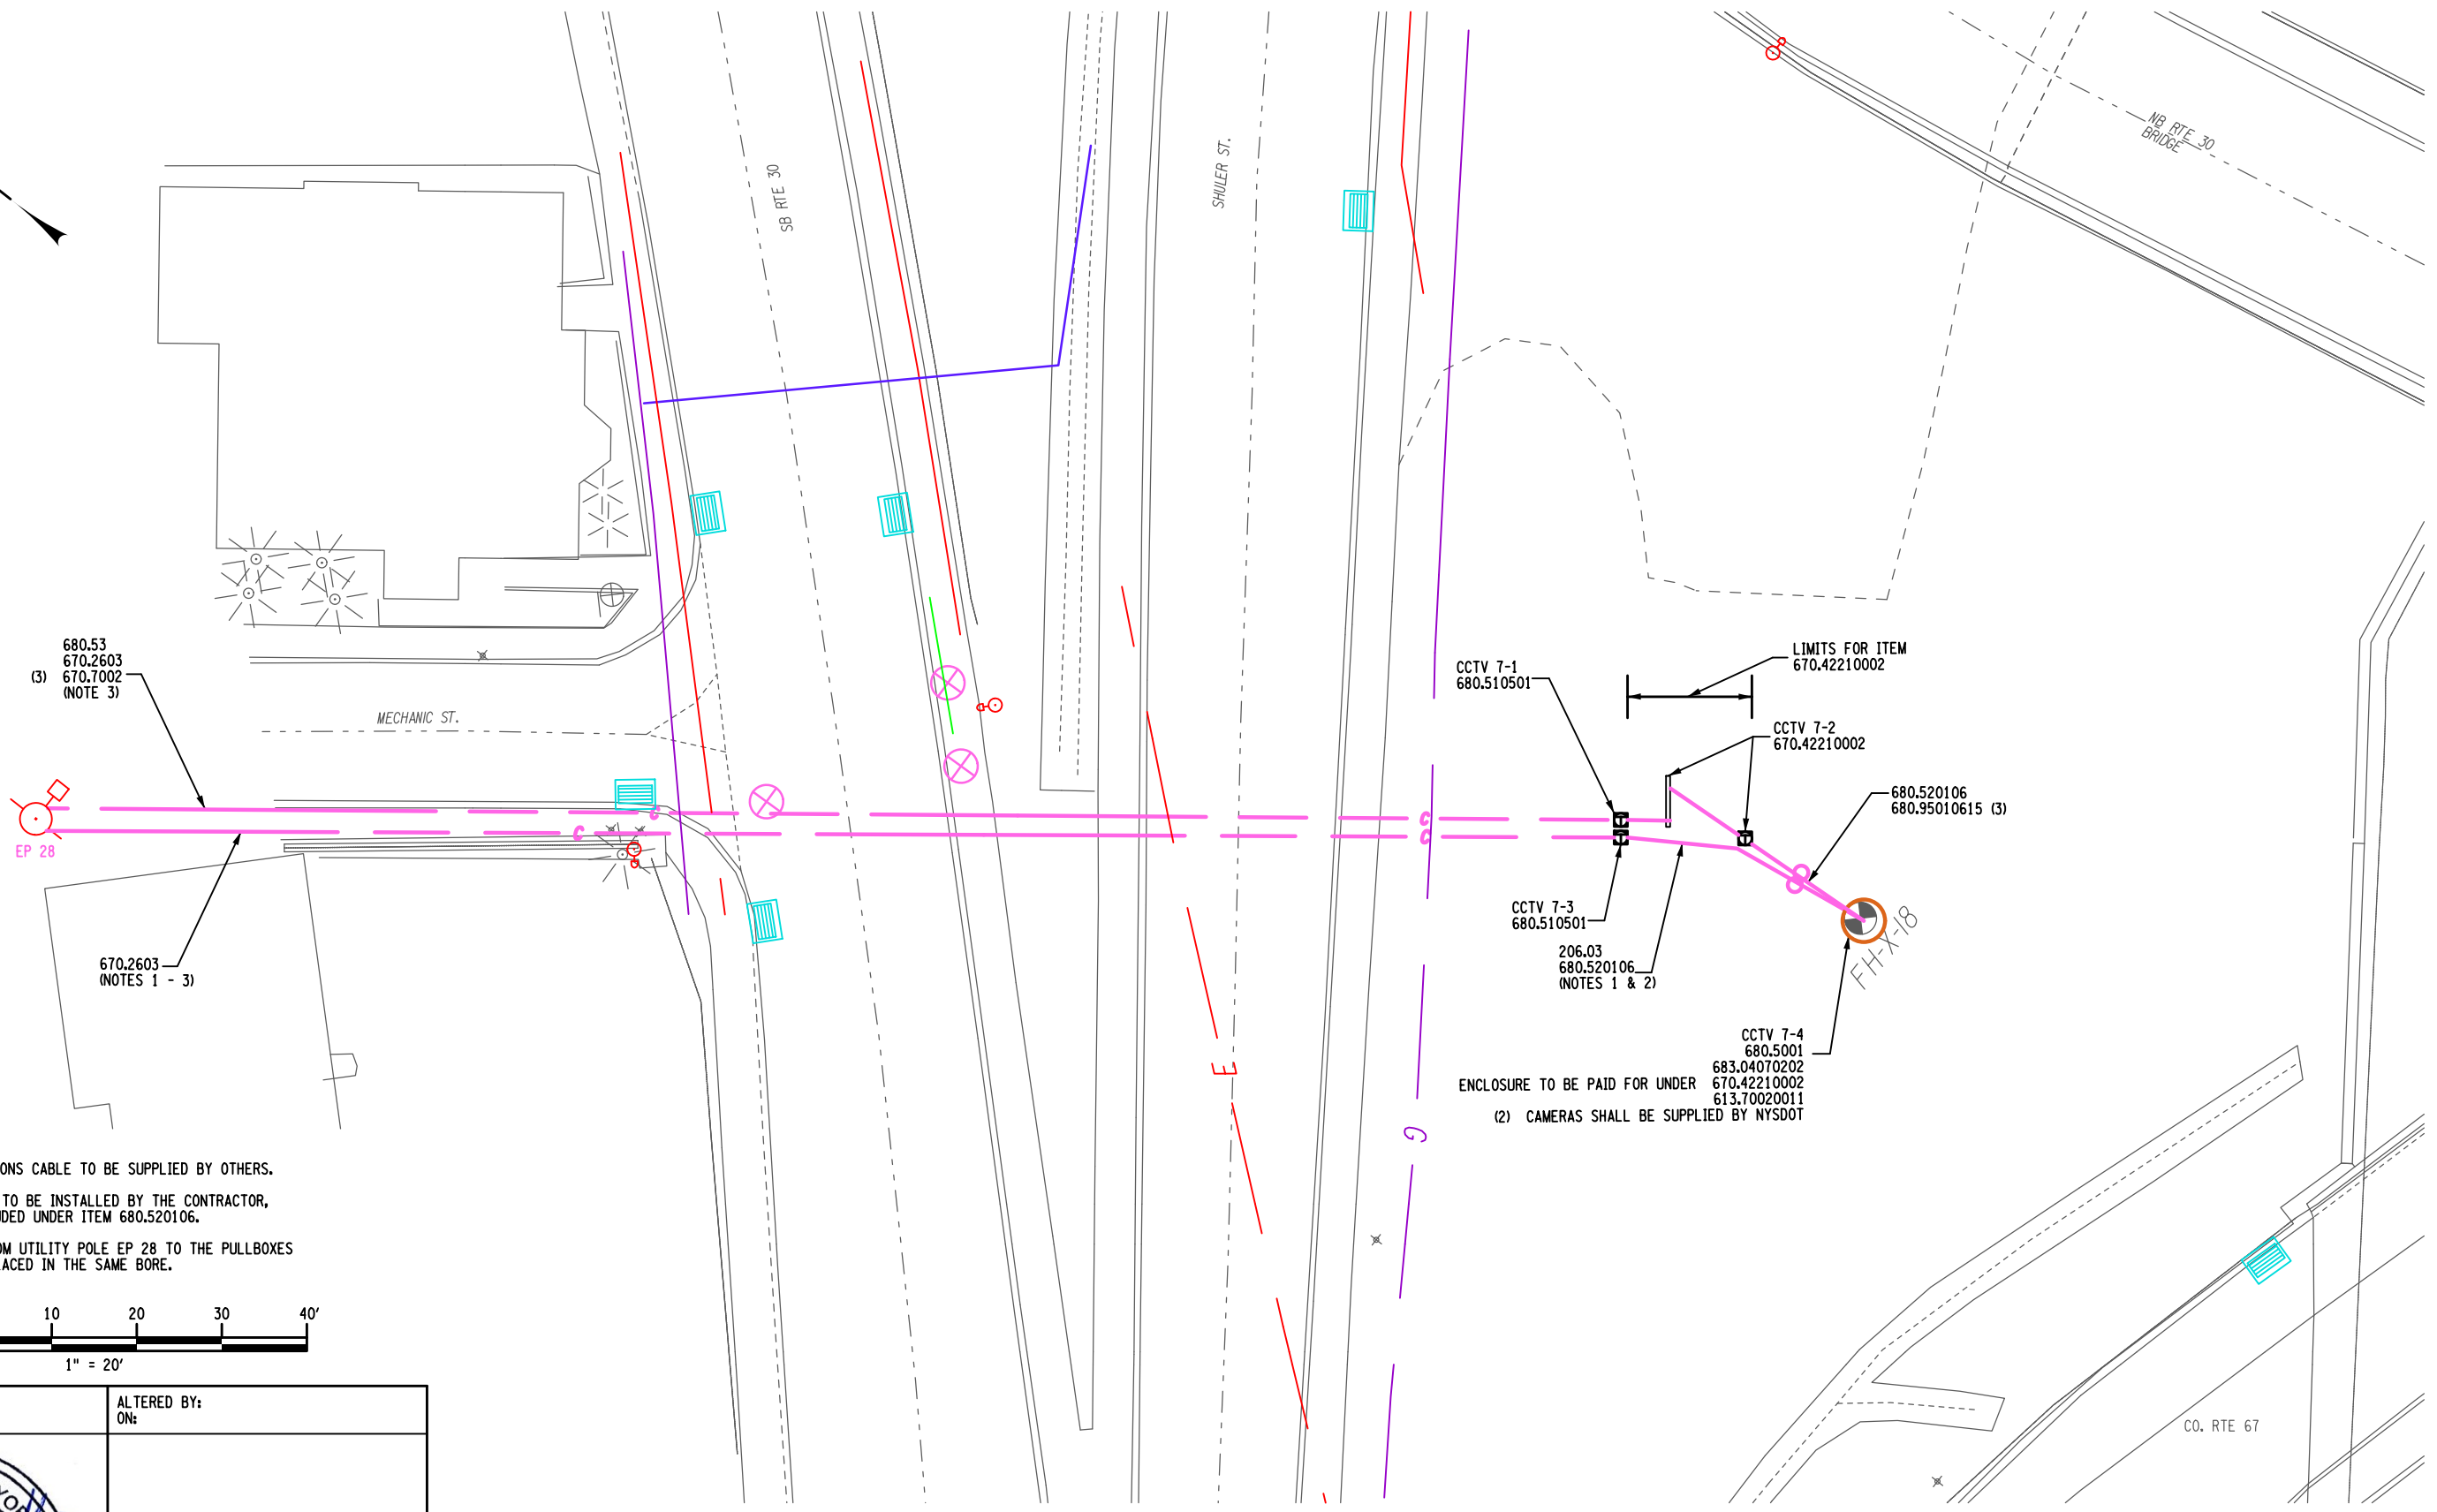 NB RTE 30
BRIDGE
SB RTE 30
SHULER ST.
680.53
670.2603
(3) 670.7002
(NOTE 3)
MECHANIC ST.
EP 28
670.2603
(NOTES 1 - 3)
C
C
C
C
CCTV 7-1
680.510501
LIMITS FOR ITEM
670.42210002
CCTV 7-2
670.42210002
680.520106
680.95010615 (3)
CCTV 7-3
680.510501
206.03
680.520106
(NOTES 1 & 2)
FH-X-18
CCTV 7-4
680.5001
683.04070202
ENCLOSURE TO BE PAID FOR UNDER 670.42210002
613.70020011
(2) CAMERAS SHALL BE SUPPLIED BY NYSDOT
E
G
ONS CABLE TO BE SUPPLIED BY OTHERS.
TO BE INSTALLED BY THE CONTRACTOR,
DED UNDER ITEM 680.520106.
OM UTILITY POLE EP 28 TO THE PULLBOXES
ACED IN THE SAME BORE.
10 20 30 40'
1" = 20'
ALTERED BY:
ON:
CO. RTE 67